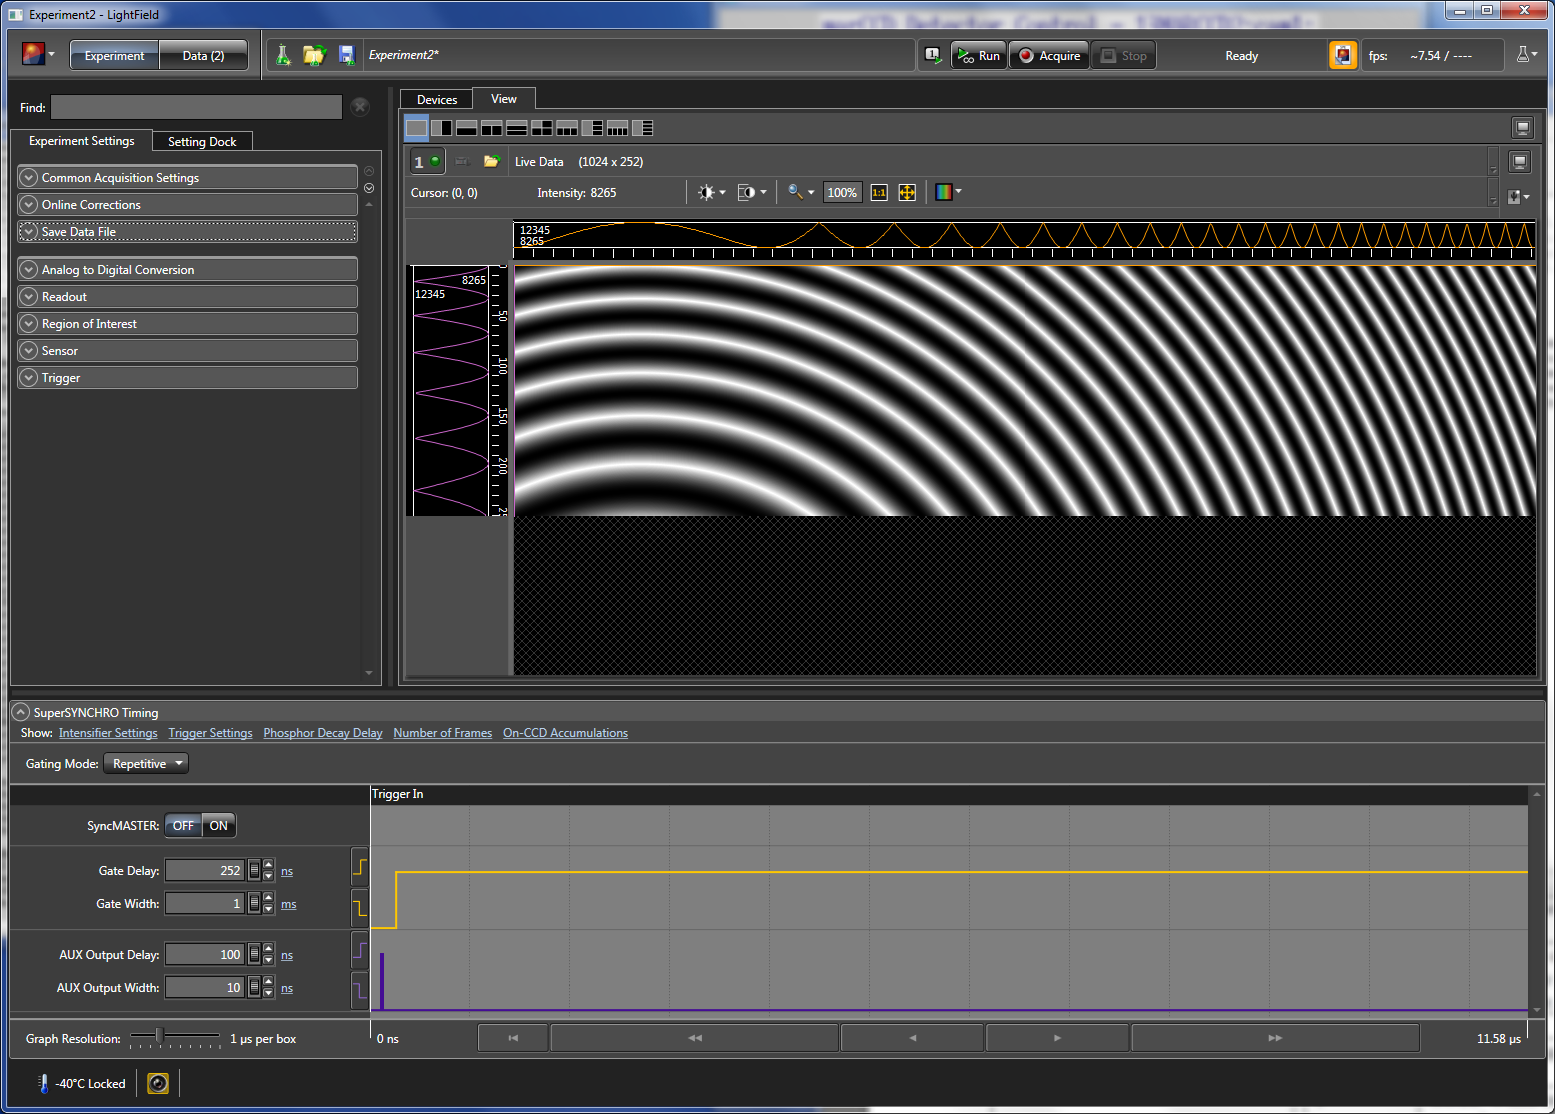 Experiment2 - LightField
Experiment
Data (2)
Experiment2*
Run
Acquire
Stop
Ready
fps:
~7.54 / ----
Find:
Devices
View
Experiment Settings
Setting Dock
1
Live Data (1024 x 252)
Cursor: (0, 0)
Intensity: 8265
100%
1:1
Common Acquisition Settings
Online Corrections
Save Data File
Analog to Digital Conversion
Readout
Region of Interest
Sensor
Trigger
12345
8265
8265
12345
50
100
150
200
SuperSYNCHRO Timing
Show: Intensifier Settings Trigger Settings Phosphor Decay Delay Number of Frames On-CCD Accumulations
Gating Mode: Repetitive
Trigger In
SyncMASTER: OFF ON
Gate Delay: 252 ns
Gate Width: 1 ms
AUX Output Delay: 100 ns
AUX Output Width: 10 ns
Graph Resolution: 1 µs per box
0 ns
11.58 µs
-40°C Locked